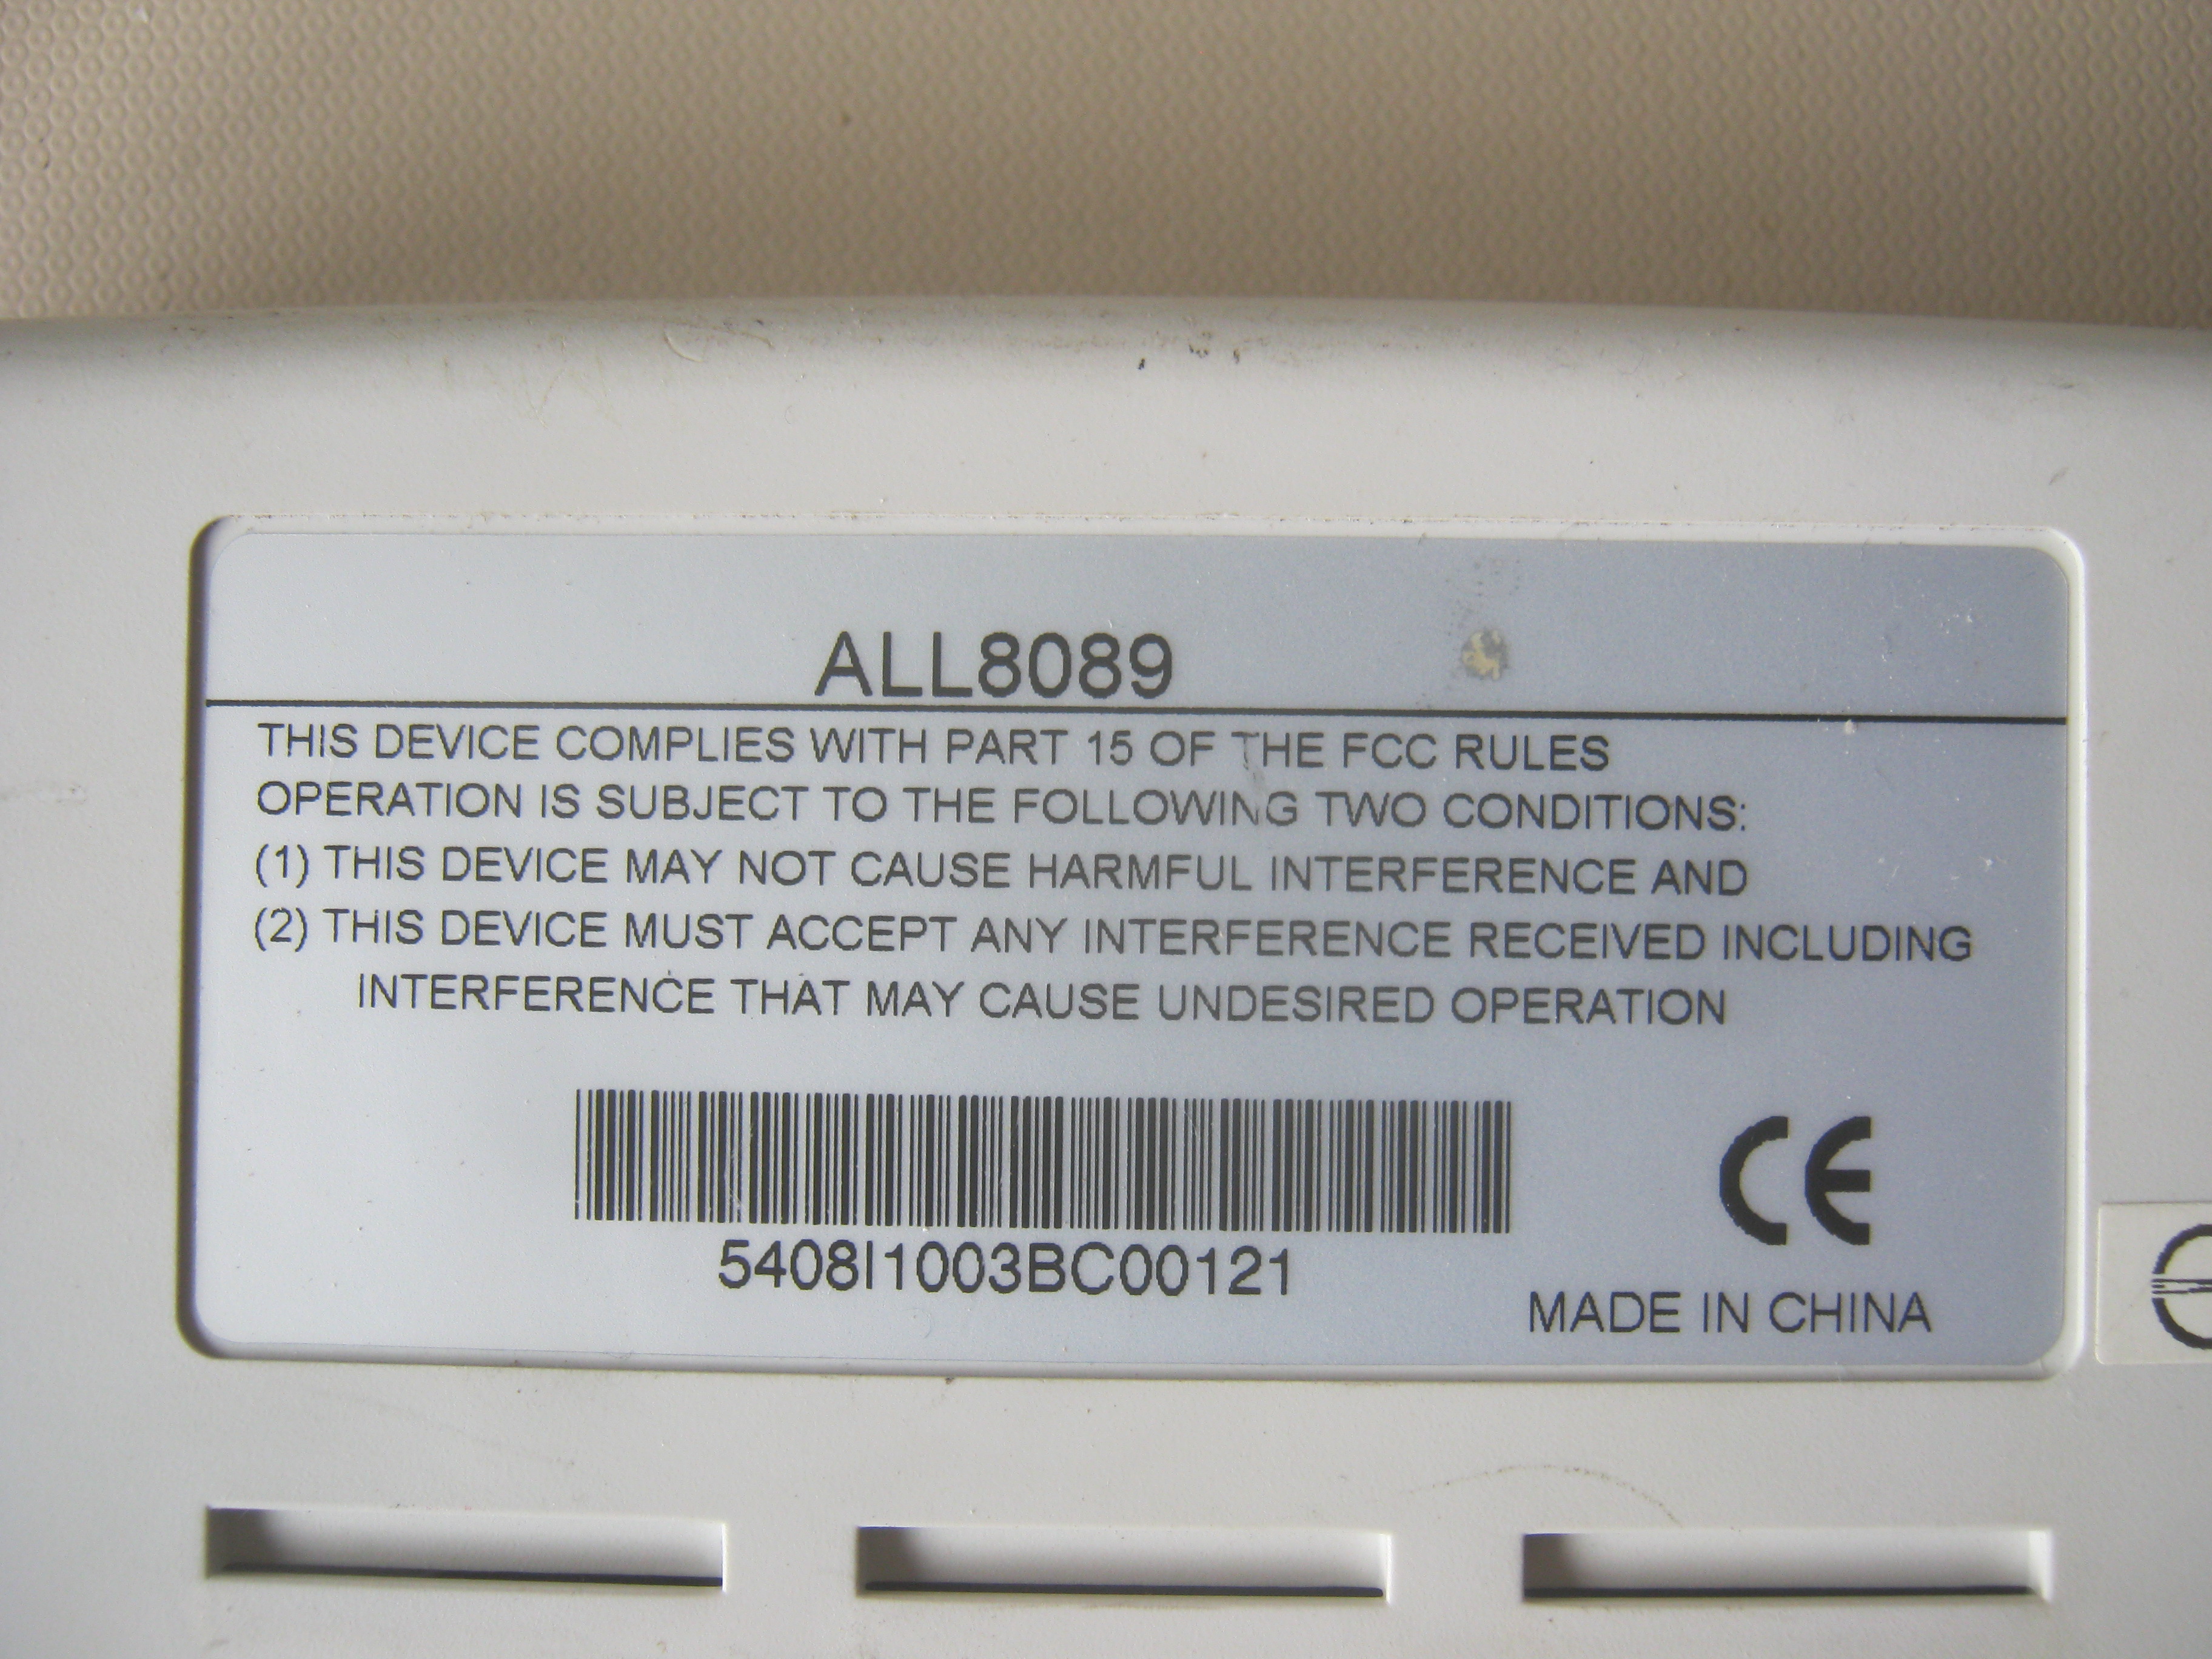 ALL8089
THIS DEVICE COMPLIES WITH PART 15 OF THE FCC RULES
OPERATION IS SUBJECT TO THE FOLLOWING TWO CONDITIONS:
(1) THIS DEVICE MAY NOT CAUSE HARMFUL INTERFERENCE AND
(2) THIS DEVICE MUST ACCEPT ANY INTERFERENCE RECEIVED INCLUDING
INTERFERENCE THAT MAY CAUSE UNDESIRED OPERATION
CE
5408I1003BC00121
MADE IN CHINA